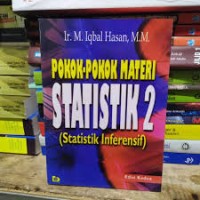 Ir. M. Iqbal Hasan, M.M.
POKOK-POKOK MATERI
STATISTIK 2
(Statistik Inferensif)
Edisi Kedua